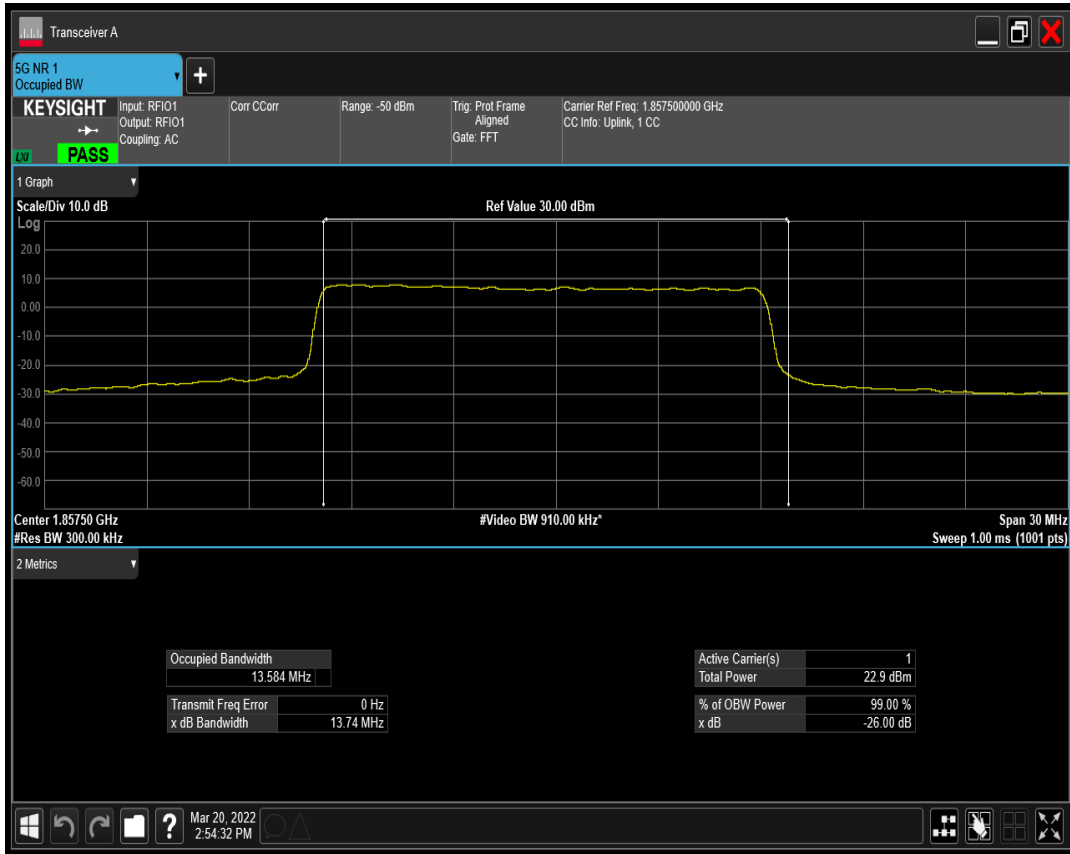 Transceiver A
5G NR 1
Occupied BW
+
KEYSIGHT
LXI
PASS
Input: RFIO1
Output: RFIO1
Coupling: AC
Corr CCorr
Range: -50 dBm
Trig: Prot Frame
Aligned
Gate: FFT
Carrier Ref Freq: 1.857500000 GHz
CC Info: Uplink, 1 CC
1 Graph
Scale/Div 10.0 dB
Ref Value 30.00 dBm
Log
20.0
10.0
0.00
-10.0
-20.0
-30.0
-40.0
-50.0
-60.0
Center 1.85750 GHz
#Video BW 910.00 kHz*
Span 30 MHz
#Res BW 300.00 kHz
Sweep 1.00 ms (1001 pts)
2 Metrics
Occupied Bandwidth
13.584 MHz
Transmit Freq Error 0 Hz
x dB Bandwidth 13.74 MHz
Active Carrier(s) 1
Total Power 22.9 dBm
% of OBW Power 99.00 %
x dB -26.00 dB
?
Mar 20, 2022
2:54:32 PM